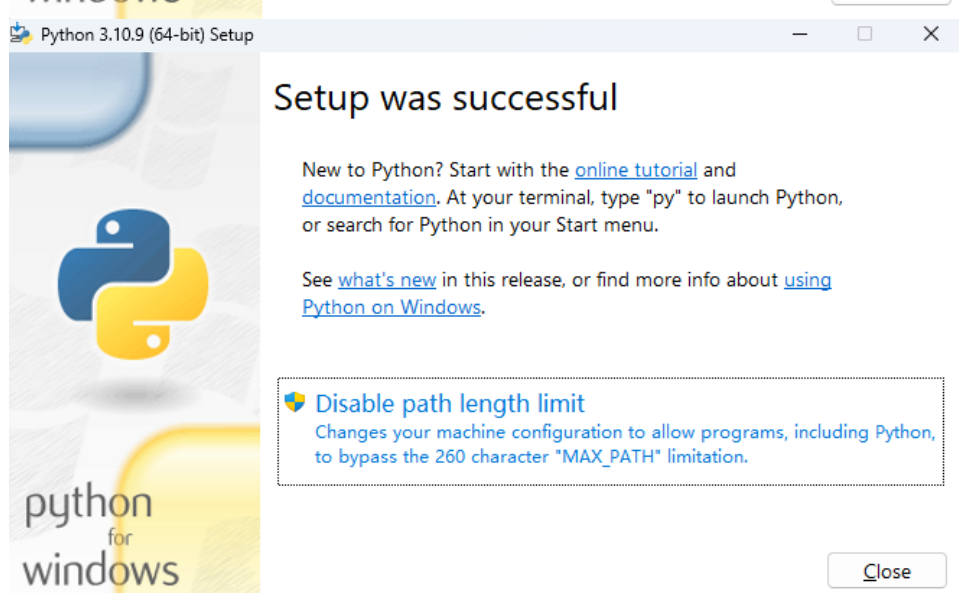 Python 3.10.9 (64-bit) Setup
Setup was successful
New to Python? Start with the online tutorial and
documentation. At your terminal, type "py" to launch Python,
or search for Python in your Start menu.
See what's new in this release, or find more info about using
Python on Windows.
Disable path length limit
Changes your machine configuration to allow programs, including Python,
to bypass the 260 character "MAX_PATH" limitation.
python
for
windows
Close